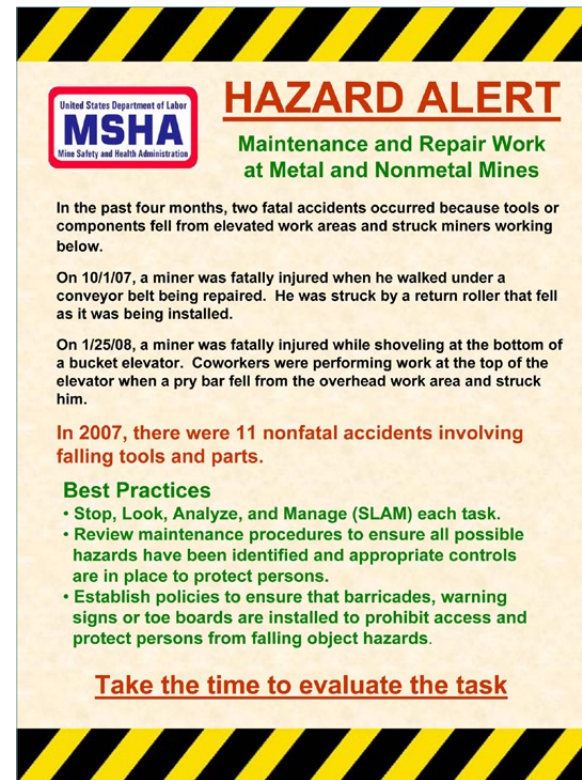 United States Department of Labor
MSHA
Mine Safety and Health Administration
HAZARD ALERT
Maintenance and Repair Work
at Metal and Nonmetal Mines
In the past four months, two fatal accidents occurred because tools or
components fell from elevated work areas and struck miners working
below.
On 10/1/07, a miner was fatally injured when he walked under a
conveyor belt being repaired.  He was struck by a return roller that fell
as it was being installed.
On 1/25/08, a miner was fatally injured while shoveling at the bottom of
a bucket elevator.  Coworkers were performing work at the top of the
elevator when a pry bar fell from the overhead work area and struck
him.
In 2007, there were 11 nonfatal accidents involving
falling tools and parts.
Best Practices
• Stop, Look, Analyze, and Manage (SLAM) each task.
• Review maintenance procedures to ensure all possible
hazards have been identified and appropriate controls
are in place to protect persons.
• Establish policies to ensure that barricades, warning
signs or toe boards are installed to prohibit access and
protect persons from falling object hazards.
Take the time to evaluate the task